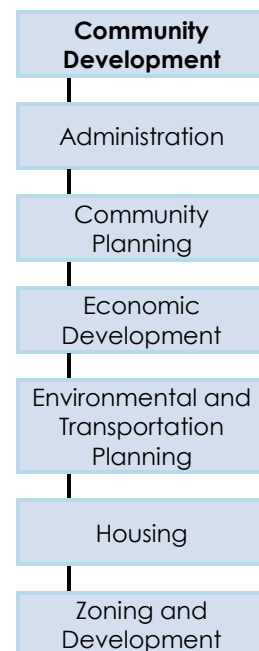 Community
Development
Administration
Community
Planning
Economic
Development
Environmental and
Transportation
Planning
Housing
Zoning and
Development